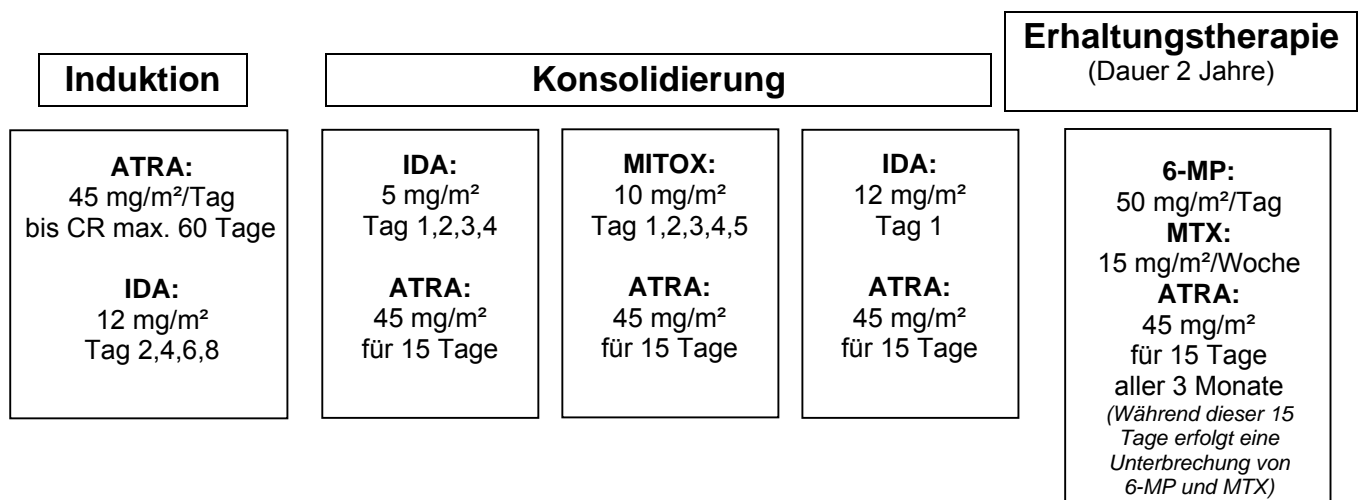 Induktion
Konsolidierung
Erhaltungstherapie
(Dauer 2 Jahre)
ATRA:
45 mg/m²/Tag
bis CR max. 60 Tage
IDA:
12 mg/m²
Tag 2,4,6,8
IDA:
5 mg/m²
Tag 1,2,3,4
ATRA:
45 mg/m²
für 15 Tage
MITOX:
10 mg/m²
Tag 1,2,3,4,5
ATRA:
45 mg/m²
für 15 Tage
IDA:
12 mg/m²
Tag 1
ATRA:
45 mg/m²
für 15 Tage
6-MP:
50 mg/m²/Tag
MTX:
15 mg/m²/Woche
ATRA:
45 mg/m²
für 15 Tage
aller 3 Monate
(Während dieser 15
Tage erfolgt eine
Unterbrechung von
6-MP und MTX)